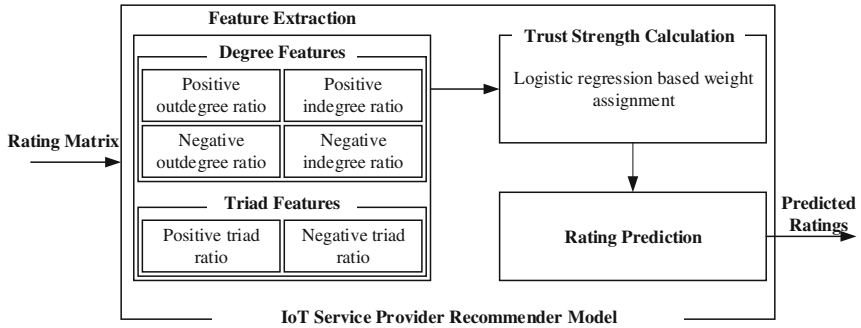 Feature Extraction
Degree Features
Positive
outdegree ratio
Positive
indegree ratio
Negative
outdegree ratio
Negative
indegree ratio
Triad Features
Positive triad
ratio
Negative triad
ratio
Rating Matrix
Trust Strength Calculation
Logistic regression based weight
assignment
Rating Prediction
Predicted
Ratings
IoT Service Provider Recommender Model